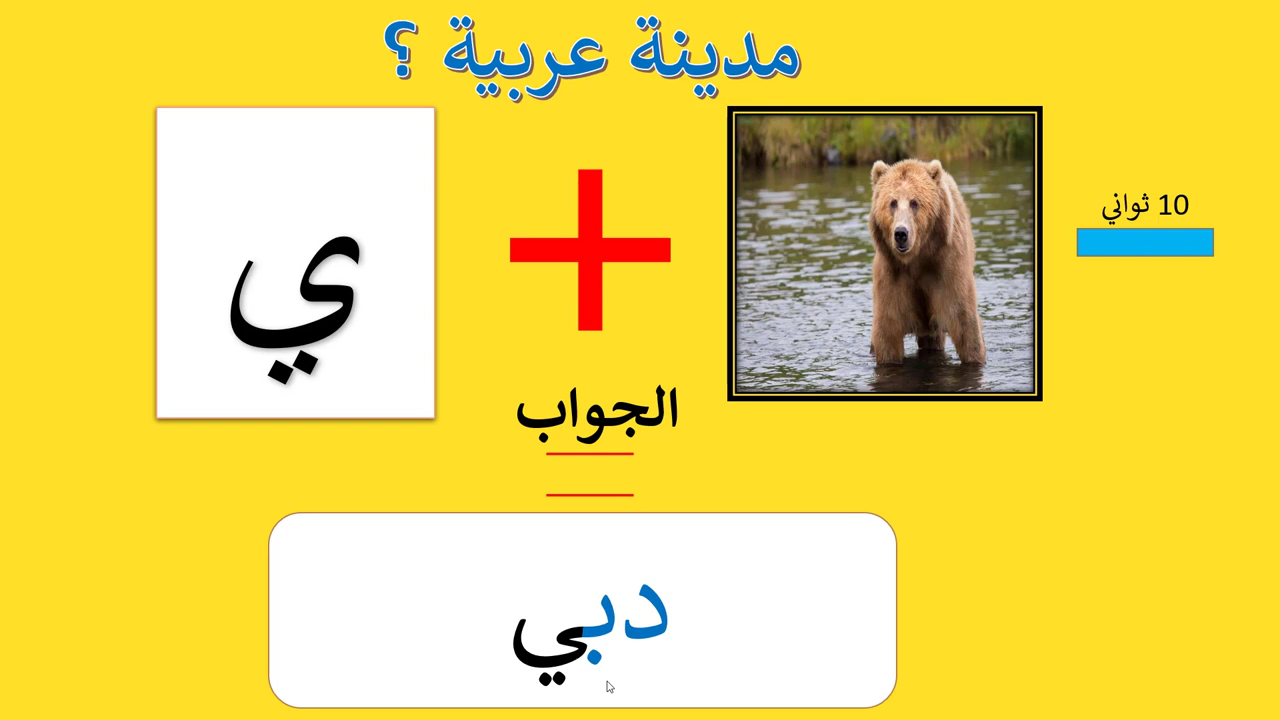 مدينة عربية ؟
10 ثواني
ي
الجواب
دبي